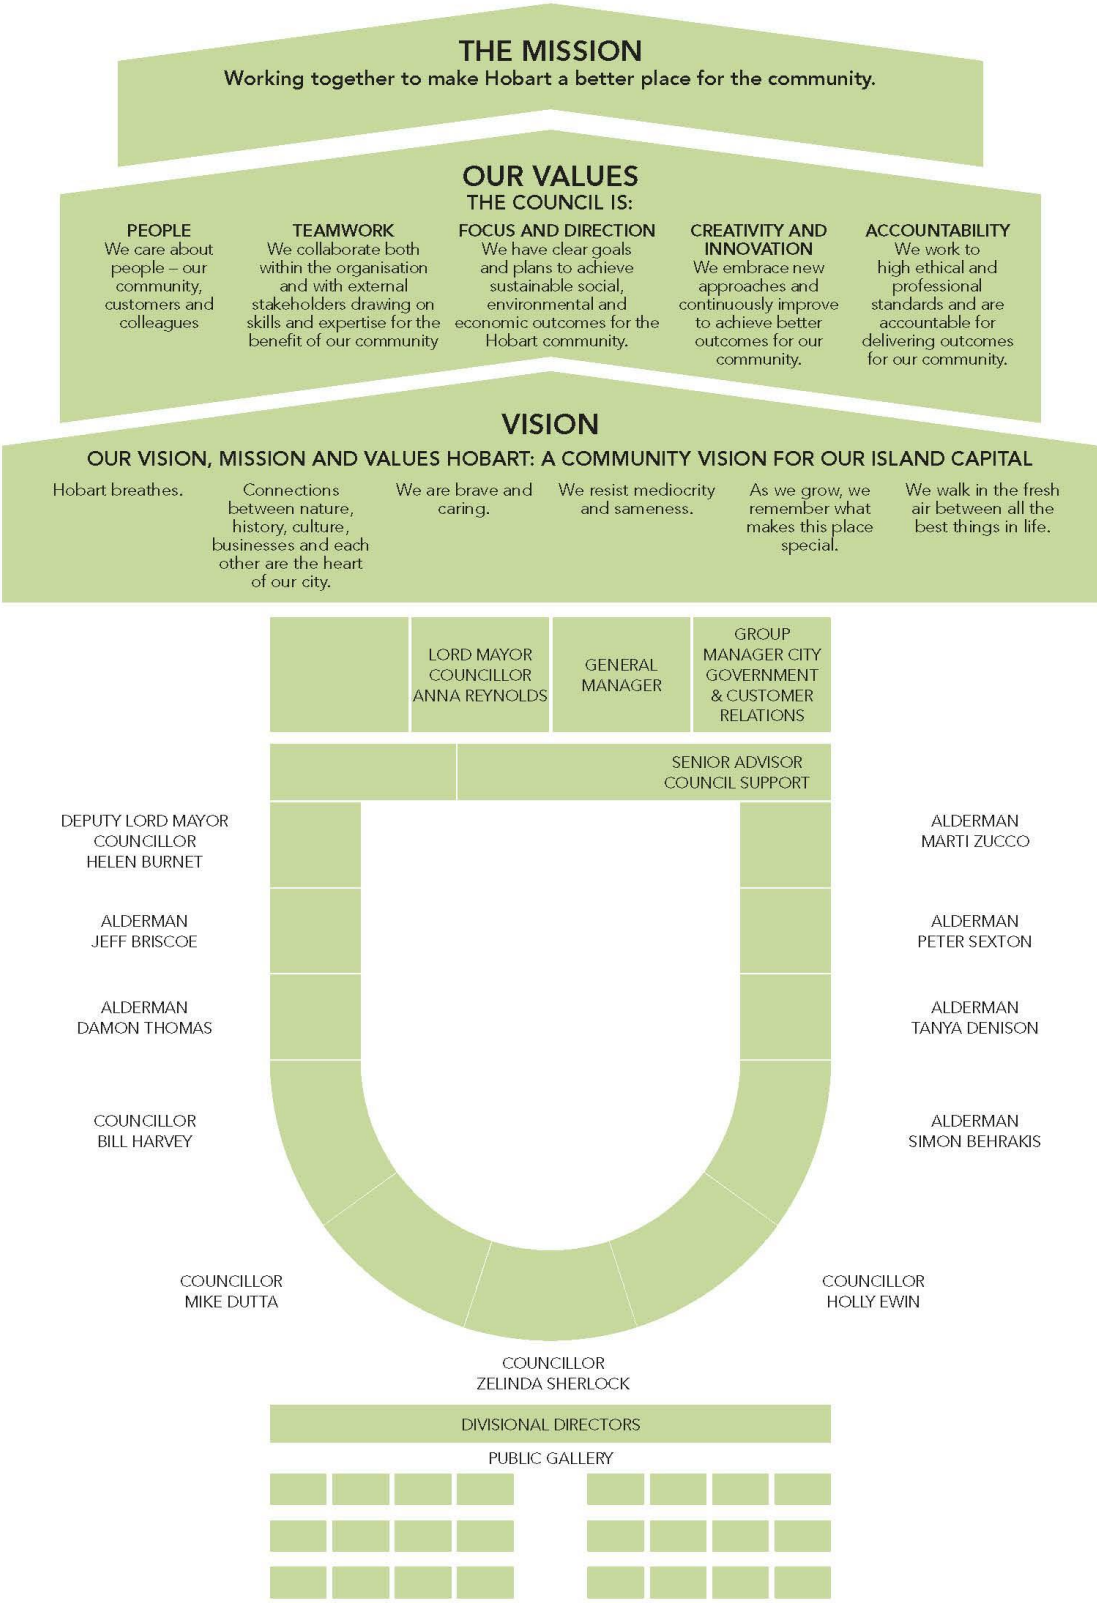 THE MISSION
Working together to make Hobart a better place for the community.
OUR VALUES
THE COUNCIL IS:
PEOPLE
We care about
people – our
community,
customers and
colleagues
TEAMWORK
We collaborate both
within the organisation
and with external
stakeholders drawing on
skills and expertise for the
benefit of our community
FOCUS AND DIRECTION
We have clear goals
and plans to achieve
sustainable social,
environmental and
economic outcomes for the
Hobart community.
CREATIVITY AND
INNOVATION
We embrace new
approaches and
continuously improve
to achieve better
outcomes for our
community.
ACCOUNTABILITY
We work to
high ethical and
professional
standards and are
accountable for
delivering outcomes
for our community.
VISION
OUR VISION, MISSION AND VALUES HOBART: A COMMUNITY VISION FOR OUR ISLAND CAPITAL
Hobart breathes.
Connections
between nature,
history, culture,
businesses and each
other are the heart
of our city.
We are brave and
caring.
We resist mediocrity
and sameness.
As we grow, we
remember what
makes this place
special.
We walk in the fresh
air between all the
best things in life.
LORD MAYOR
COUNCILLOR
ANNA REYNOLDS
GENERAL
MANAGER
GROUP
MANAGER CITY
GOVERNMENT
& CUSTOMER
RELATIONS
SENIOR ADVISOR
COUNCIL SUPPORT
DEPUTY LORD MAYOR
COUNCILLOR
HELEN BURNET
ALDERMAN
MARTI ZUCCO
ALDERMAN
JEFF BRISCOE
ALDERMAN
PETER SEXTON
ALDERMAN
DAMON THOMAS
ALDERMAN
TANYA DENISON
COUNCILLOR
BILL HARVEY
ALDERMAN
SIMON BEHRAKIS
COUNCILLOR
MIKE DUTTA
COUNCILLOR
HOLLY EWIN
COUNCILLOR
ZELINDA SHERLOCK
DIVISIONAL DIRECTORS
PUBLIC GALLERY